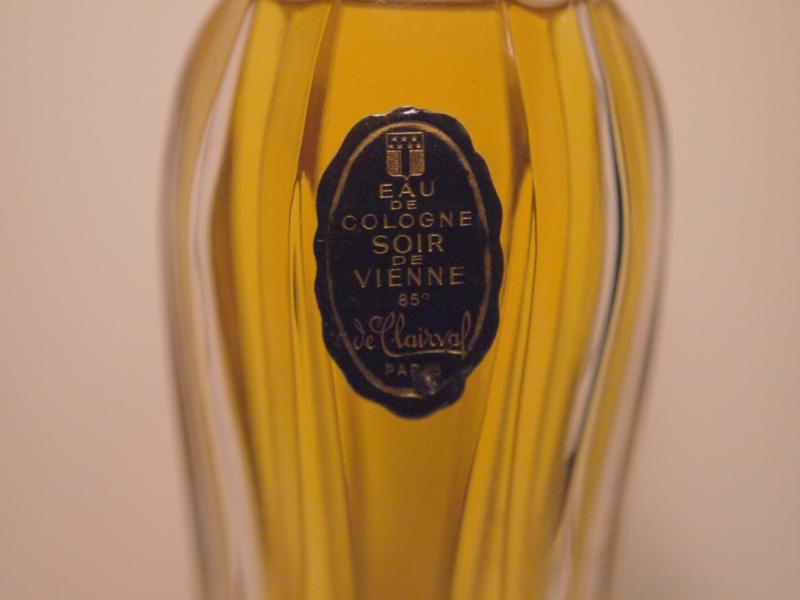 EAU
DE
COLOGNE
SOIR
DE
VIENNE
85°
de Clairval
PARIS